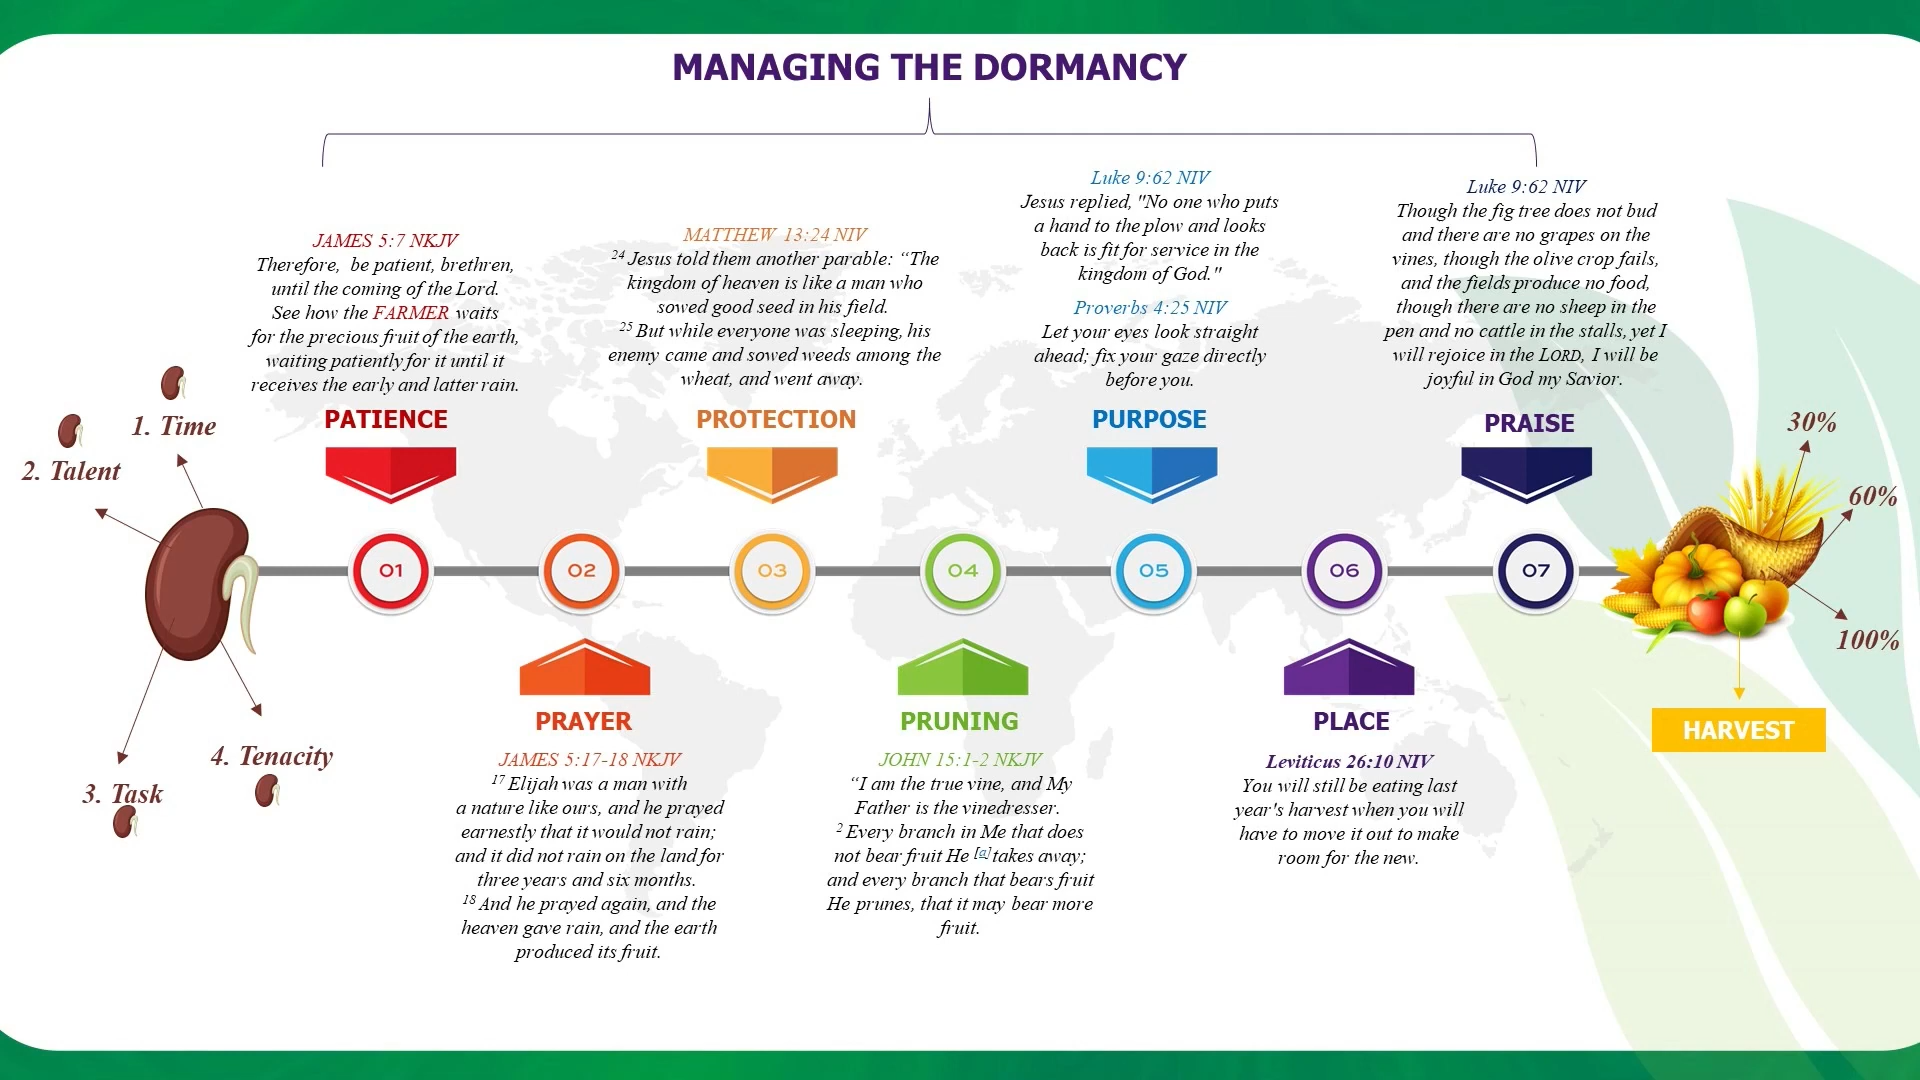 MANAGING THE DORMANCY
JAMES 5:7 NKJV
Therefore, be patient, brethren,
until the coming of the Lord.
See how the FARMER waits
for the precious fruit of the earth,
waiting patiently for it until it
receives the early and latter rain.
PATIENCE
MATTHEW 13:24 NIV
24 Jesus told them another parable: “The
kingdom of heaven is like a man who
sowed good seed in his field.
25 But while everyone was sleeping, his
enemy came and sowed weeds among the
wheat, and went away.
PROTECTION
Luke 9:62 NIV
Jesus replied, "No one who puts
a hand to the plow and looks
back is fit for service in the
kingdom of God."
Proverbs 4:25 NIV
Let your eyes look straight
ahead; fix your gaze directly
before you.
PURPOSE
Luke 9:62 NIV
Though the fig tree does not bud
and there are no grapes on the
vines, though the olive crop fails,
and the fields produce no food,
though there are no sheep in the
pen and no cattle in the stalls, yet I
will rejoice in the LORD, I will be
joyful in God my Savior.
PRAISE
1. Time
2. Talent
3. Task
4. Tenacity
01
02
03
04
05
06
07
30%
60%
100%
HARVEST
PRAYER
JAMES 5:17-18 NKJV
17 Elijah was a man with
a nature like ours, and he prayed
earnestly that it would not rain;
and it did not rain on the land for
three years and six months.
18 And he prayed again, and the
heaven gave rain, and the earth
produced its fruit.
PRUNING
JOHN 15:1-2 NKJV
“I am the true vine, and My
Father is the vinedresser.
2 Every branch in Me that does
not bear fruit He [a]takes away;
and every branch that bears fruit
He prunes, that it may bear more
fruit.
PLACE
Leviticus 26:10 NIV
You will still be eating last
year's harvest when you will
have to move it out to make
room for the new.